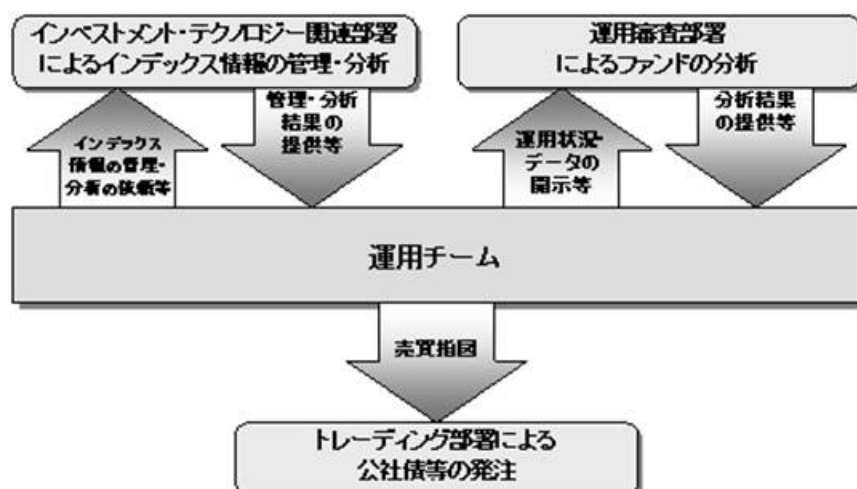 インベストメント・テクノロジー関連部署
によるインデックス情報の管理・分析
運用審査部署
によるファンドの分析
インデックス
情報の管理・
分析の依頼等
管理・分析
結果の
提供等
運用状況・
データの
開示等
分析結果
の提供等
運用チーム
売買指図
トレーディング部署による
公社債等の発注